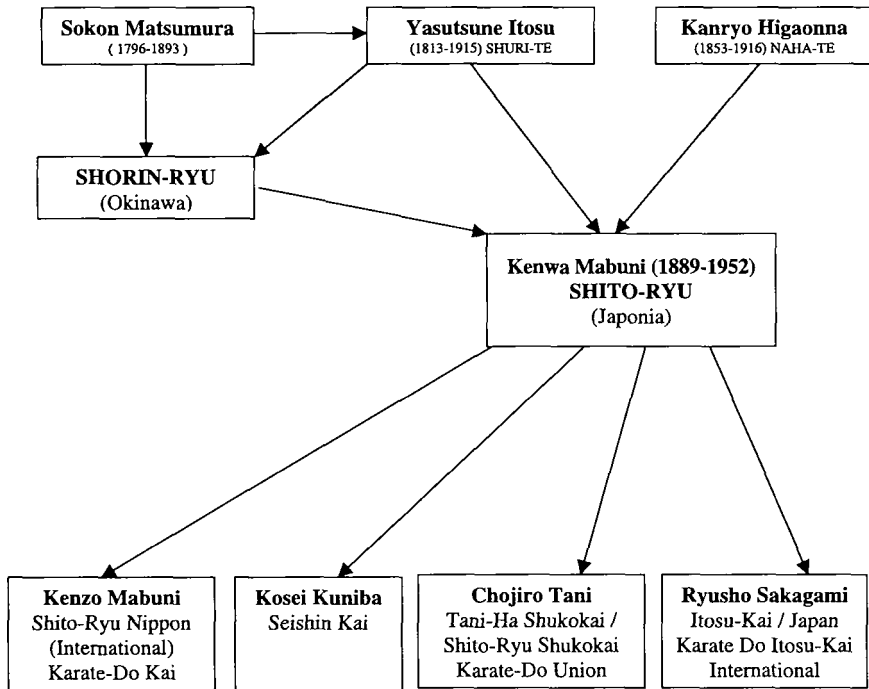 Sokon Matsumura
( 1796-1893 )
Yasutsune Itosu
(1813-1915) SHURI-TE
Kanryo Higaonna
(1853-1916) NAHA-TE
SHORIN-RYU
(Okinawa)
Kenwa Mabuni (1889-1952)
SHITO-RYU
(Japonia)
Kenzo Mabuni
Shito-Ryu Nippon
(International)
Karate-Do Kai
Kosei Kuniba
Seishin Kai
Chojiro Tani
Tani-Ha Shukokai /
Shito-Ryu Shukokai
Karate-Do Union
Ryusho Sakagami
Itosu-Kai / Japan
Karate Do Itosu-Kai
International